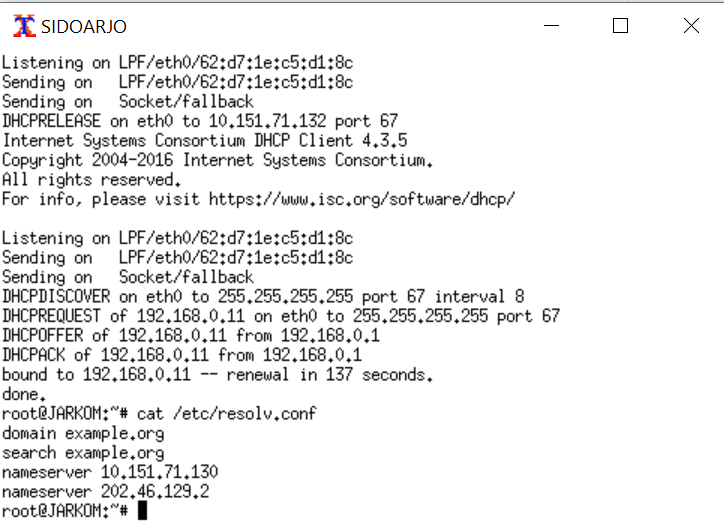 SIDOARJO
Listening on LPF/eth0/62:d7:1e:c5:d1:8c
Sending on   LPF/eth0/62:d7:1e:c5:d1:8c
Sending on   Socket/fallback
DHCPRELEASE on eth0 to 10.151.71.132 port 67
Internet Systems Consortium DHCP Client 4.3.5
Copyright 2004-2016 Internet Systems Consortium.
All rights reserved.
For info, please visit https://www.isc.org/software/dhcp/

Listening on LPF/eth0/62:d7:1e:c5:d1:8c
Sending on   LPF/eth0/62:d7:1e:c5:d1:8c
Sending on   Socket/fallback
DHCPDISCOVER on eth0 to 255.255.255.255 port 67 interval 8
DHCPREQUEST of 192.168.0.11 on eth0 to 255.255.255.255 port 67
DHCPOFFER of 192.168.0.11 from 192.168.0.1
DHCPACK of 192.168.0.11 from 192.168.0.1
bound to 192.168.0.11 -- renewal in 137 seconds.
done.
root@JARKOM:~# cat /etc/resolv.conf
domain example.org
search example.org
nameserver 10.151.71.130
nameserver 202.46.129.2
root@JARKOM:~#